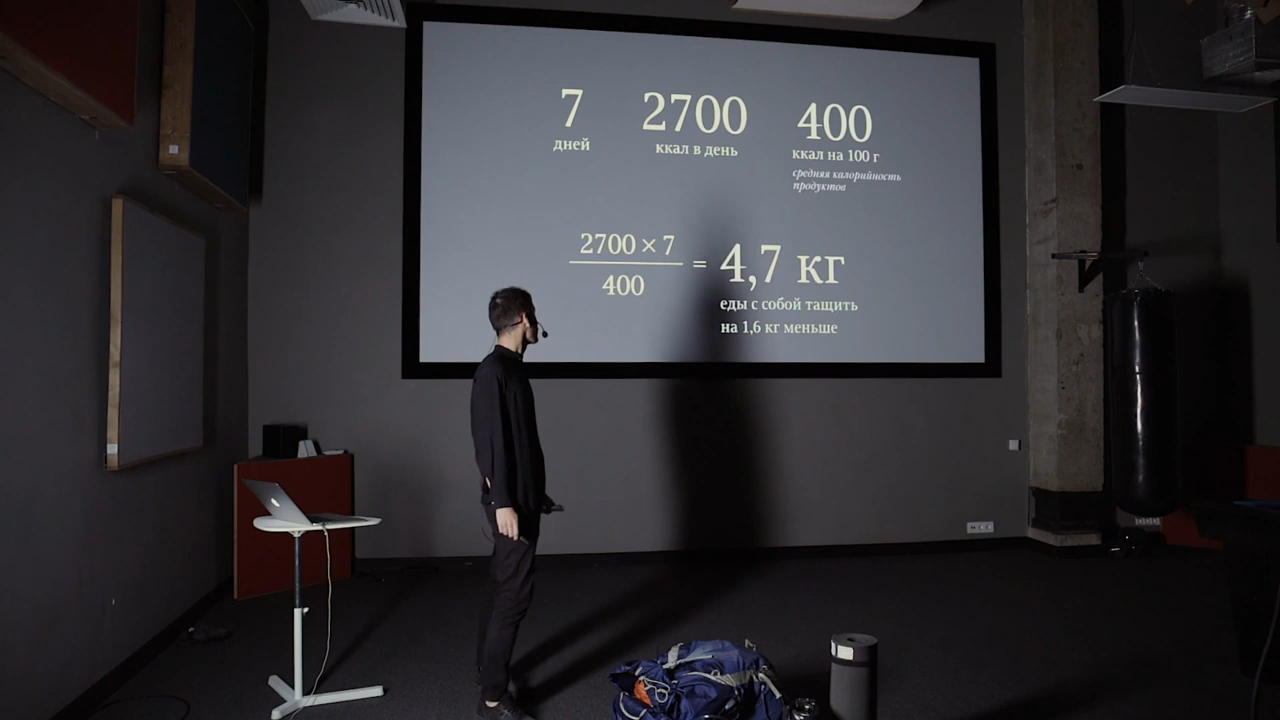 7
дней
2700
ккал в день
400
ккал на 100 г
средняя калорийность
продуктов
2700 × 7
400
= 4,7 кг
еды с собой тащить
на 1,6 кг меньше